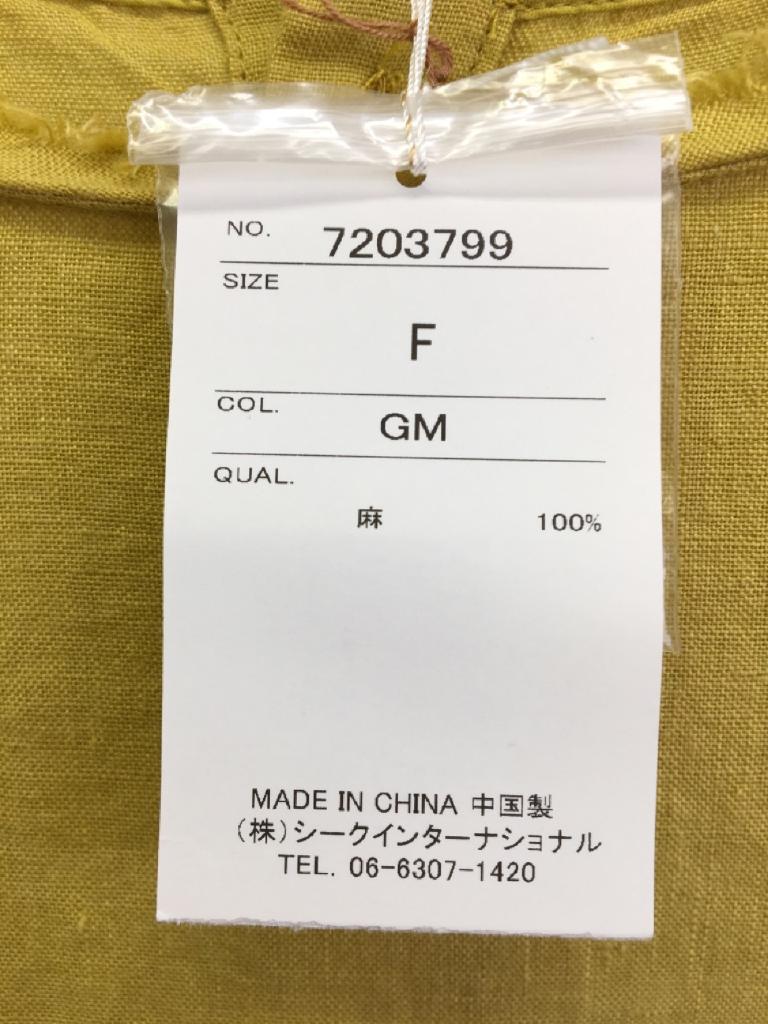 NO. 7203799
SIZE
F
COL.
GM
QUAL.
麻 100%
MADE IN CHINA 中国製
(株)シークインターナショナル
TEL. 06-6307-1420